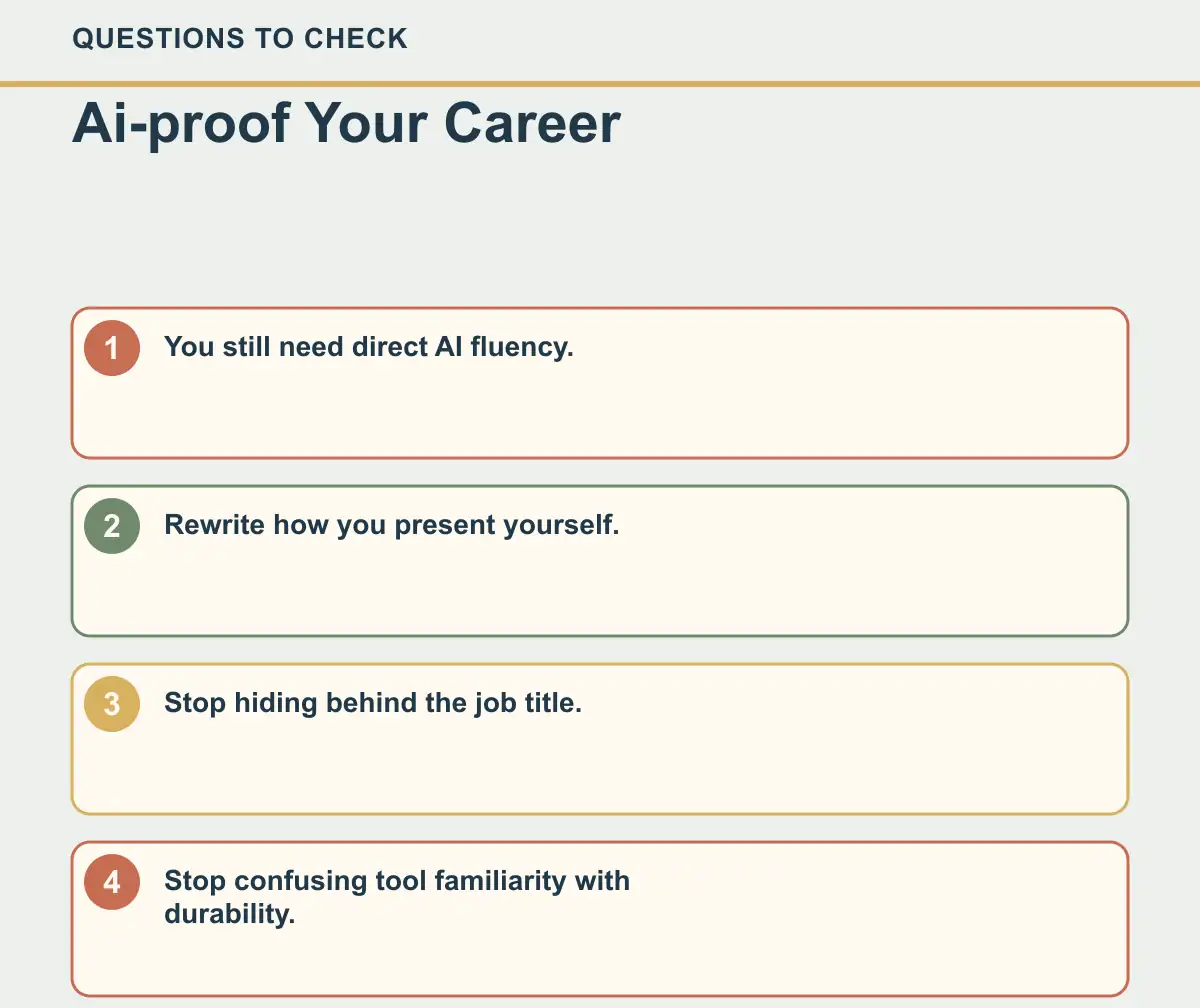 QUESTIONS TO CHECK
Ai-proof Your Career
1
You still need direct AI fluency.
2
Rewrite how you present yourself.
3
Stop hiding behind the job title.
4
Stop confusing tool familiarity with
durability.